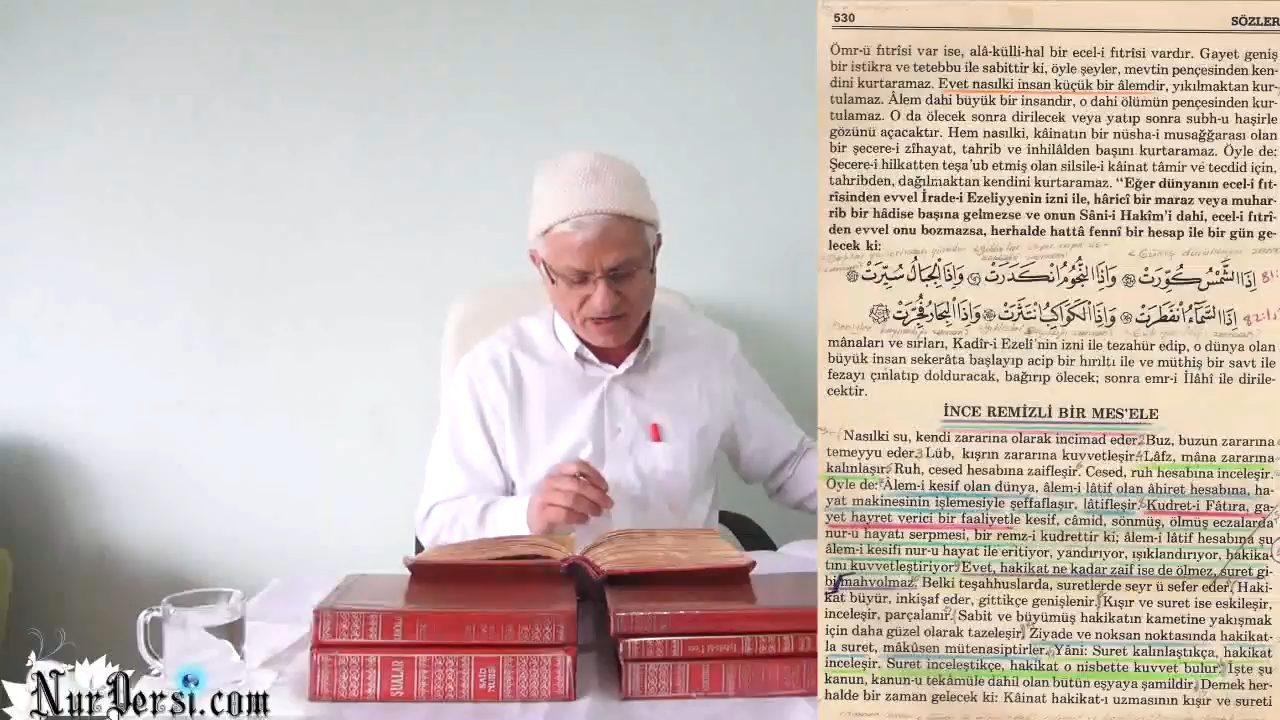 530
SÖZLER
Ömr-ü fıtrîsi var ise, alâ-külli-hal bir ecel-i fıtrîsi vardır. Gayet geniş
bir istikra ve tetebbu ile sabittir ki, öyle şeyler, mevtin pençesinden ken-
dini kurtaramaz. Evet nasılki insan küçük bir âlemdir, yıkılmaktan kur-
tulamaz. Âlem dahi büyük bir insandır, o dahi ölümün pençesinden kur-
tulamaz. O da ölecek sonra dirilecek veya yatıp sonra subh-u haşirle
gözünü açacaktır. Hem nasılki, kâinatın bir nüsha-i musağğarası olan
bir şecere-i zîhayat, tahrib ve inhilâlden başını kurtaramaz. Öyle de:
Şecere-i hilkatten teşa'ub etmiş olan silsile-i kâinat tâmir ve tecdid için,
tahribden, dağılmaktan kendini kurtaramaz. "Eğer dünyanın ecel-i fıt-
rîsinden evvel İrade-i Ezeliyyenin izni ile, hâricî bir maraz veya muhar-
rib bir hâdise başına gelmezse ve onun Sâni-i Hakîm'i dahi, ecel-i fıtrî-
den evvel onu bozmazsa, herhalde hattâ fennî bir hesap ile bir gün ge-
lecek ki:
اِذَا الشَّمْسُ كُوِّرَتْ ۞ وَاِذَا النُّجُومُ انْكَدَرَتْ ۞ وَاِذَا الْجِبَالُ سُيِّرَتْ ۞
اِذَا السَّمَٓاءُ انْفَطَرَتْ ۞ وَاِذَا الْكَوَاكِبُ انْتَثَرَتْ ۞ وَاِذَا الْبِحَارُ فُجِّرَتْ ۞
mânaları ve sırları, Kadîr-i Ezelî'nin izni ile tezahür edip, o dünya olan
büyük insan sekerâta başlayıp acip bir hırıltı ile ve müthiş bir savt ile
fezayı çınlatıp dolduracak, bağırıp ölecek; sonra emr-i İlâhî ile dirile-
cektir.
İNCE REMİZLİ BİR MES'ELE
Nasılki su, kendi zararına olarak incimad eder. Buz, buzun zararına
temeyyu eder. Lüb, kışrın zararına kuvvetleşir. Lâfz, mâna zararına
kalınlaşır. Ruh, cesed hesabına zaifleşir. Cesed, ruh hesabına inceleşir.
Öyle de: Âlem-i kesif olan dünya, âlem-i lâtif olan âhiret hesabına, ha-
yat makinesinin işlemesiyle şeffaflaşır, lâtifleşir. Kudret-i Fâtıra, ga-
yet hayret verici bir faaliyetle kesif, câmid, sönmüş, ölmüş eczalarda
nur-u hayatı serpmesi, bir remz-i kudrettir ki; âlem-i lâtif hesabına şu
âlem-i kesifi nur-u hayat ile eritiyor, yandırıyor, ışıklandırıyor, hakika-
tını kuvvetleştiriyor. Evet, hakikat ne kadar zaif ise de ölmez, suret gi-
bi mahvolmaz. Belki teşahhuslarda, suretlerde seyr ü sefer eder. Haki-
kat büyür, inkişaf eder, gittikçe genişlenir. Kışır ve suret ise eskileşir,
inceleşir, parçalanır. Sabit ve büyümüş hakikatın kametine yakışmak
için daha güzel olarak tazeleşir. Ziyade ve noksan noktasında hakikat-
la suret, mâkûsen mütenasiptirler. Yâni: Suret kalınlaştıkça, hakikat
inceleşir. Suret inceleştikçe, hakikat o nisbette kuvvet bulur. İşte şu
kanun, kanun-u tekâmüle dahil olan bütün eşyaya şamildir. Demek her-
halde bir zaman gelecek ki: Kâinat hakikat-ı uzmasının kışır ve sureti
ŞUALAR
SAİD NURSİ
NurDersi.com